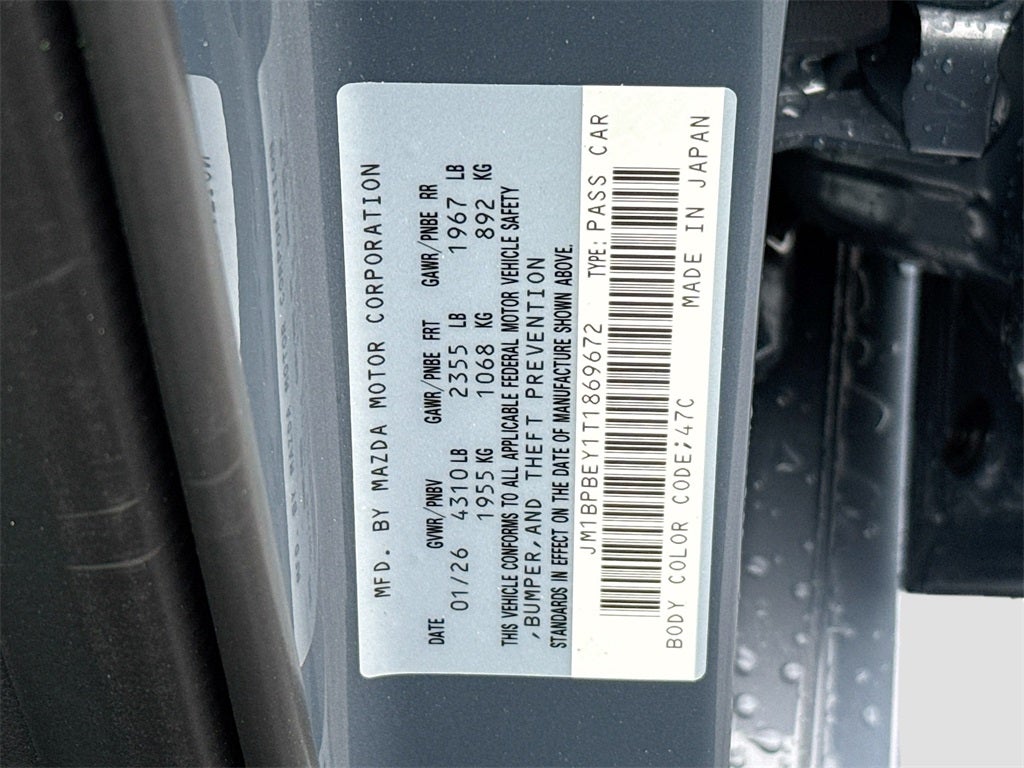 MFD. BY MAZDA MOTOR CORPORATION
DATE GVWR/PNBV GAWR/PNBE FRT GAWR/PNBE RR
01/26 4310 LB 2355 LB 1967 LB
1955 KG 1068 KG 892 KG
THIS VEHICLE CONFORMS TO ALL APPLICABLE FEDERAL MOTOR VEHICLE SAFETY
,BUMPER,AND THEFT PREVENTION
STANDARDS IN EFFECT ON THE DATE OF MANUFACTURE SHOWN ABOVE.
JM1BPBEY1T1869672 TYPE: PASS CAR
BODY COLOR CODE;47C MADE IN JAPAN